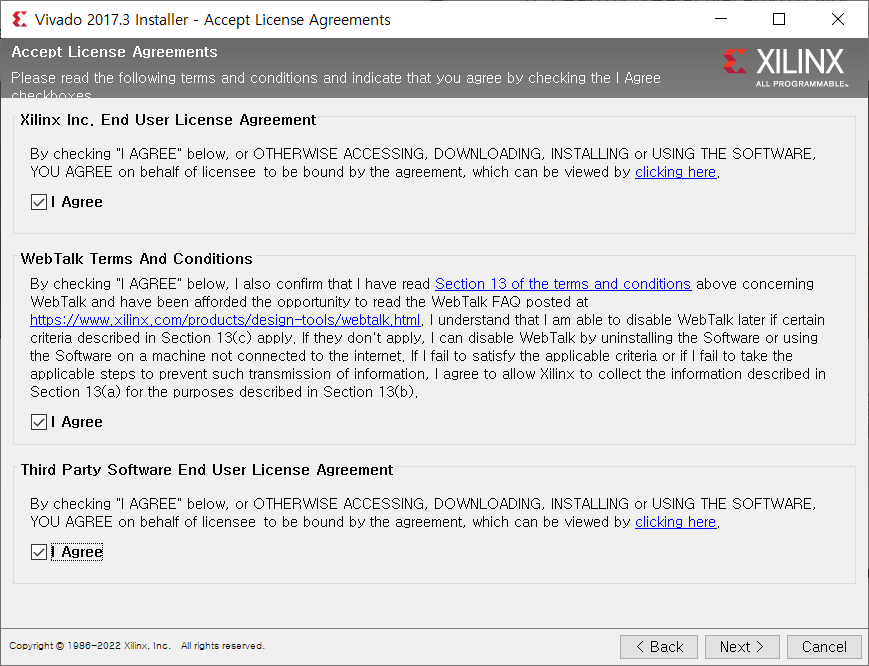 Vivado 2017.3 Installer - Accept License Agreements
Accept License Agreements
Please read the following terms and conditions and indicate that you agree by checking the I Agree
checkboxes.
XILINX
ALL PROGRAMMABLE™
Xilinx Inc. End User License Agreement
By checking "I AGREE" below, or OTHERWISE ACCESSING, DOWNLOADING, INSTALLING or USING THE SOFTWARE,
YOU AGREE on behalf of licensee to be bound by the agreement, which can be viewed by clicking here.
I Agree
WebTalk Terms And Conditions
By checking "I AGREE" below, I also confirm that I have read Section 13 of the terms and conditions above concerning
WebTalk and have been afforded the opportunity to read the WebTalk FAQ posted at
https://www.xilinx.com/products/design-tools/webtalk.html. I understand that I am able to disable WebTalk later if certain
criteria described in Section 13(c) apply. If they don't apply, I can disable WebTalk by uninstalling the Software or using
the Software on a machine not connected to the internet. If I fail to satisfy the applicable criteria or if I fail to take the
applicable steps to prevent such transmission of information, I agree to allow Xilinx to collect the information described in
Section 13(a) for the purposes described in Section 13(b).
I Agree
Third Party Software End User License Agreement
By checking "I AGREE" below, or OTHERWISE ACCESSING, DOWNLOADING, INSTALLING or USING THE SOFTWARE,
YOU AGREE on behalf of licensee to be bound by the agreement, which can be viewed by clicking here.
I Agree
Copyright © 1986-2022 Xilinx, Inc. All rights reserved.
< Back
Next >
Cancel